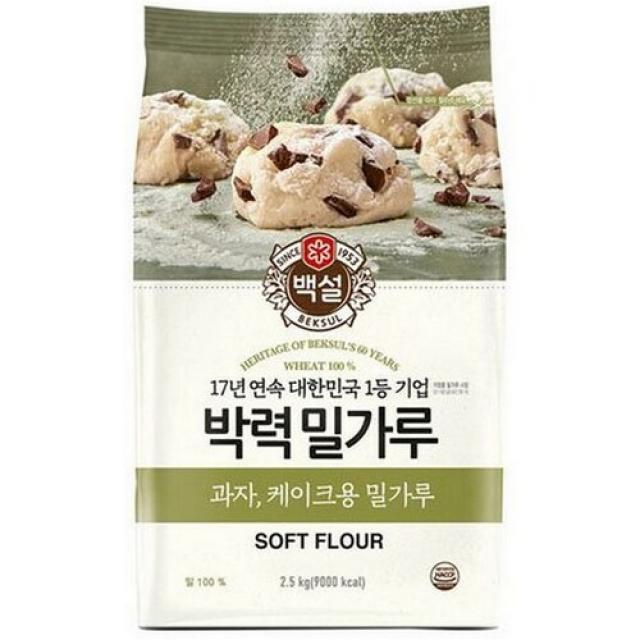 SINCE 1953
백설
BEKSUL
HERITAGE OF BEKSUL'S 60 YEARS
WHEAT 100 %
17년 연속 대한민국 1등 기업
박력 밀가루
과자, 케이크용 밀가루
SOFT FLOUR
밀 100 %
2.5 kg(9000 kcal)
HACCP